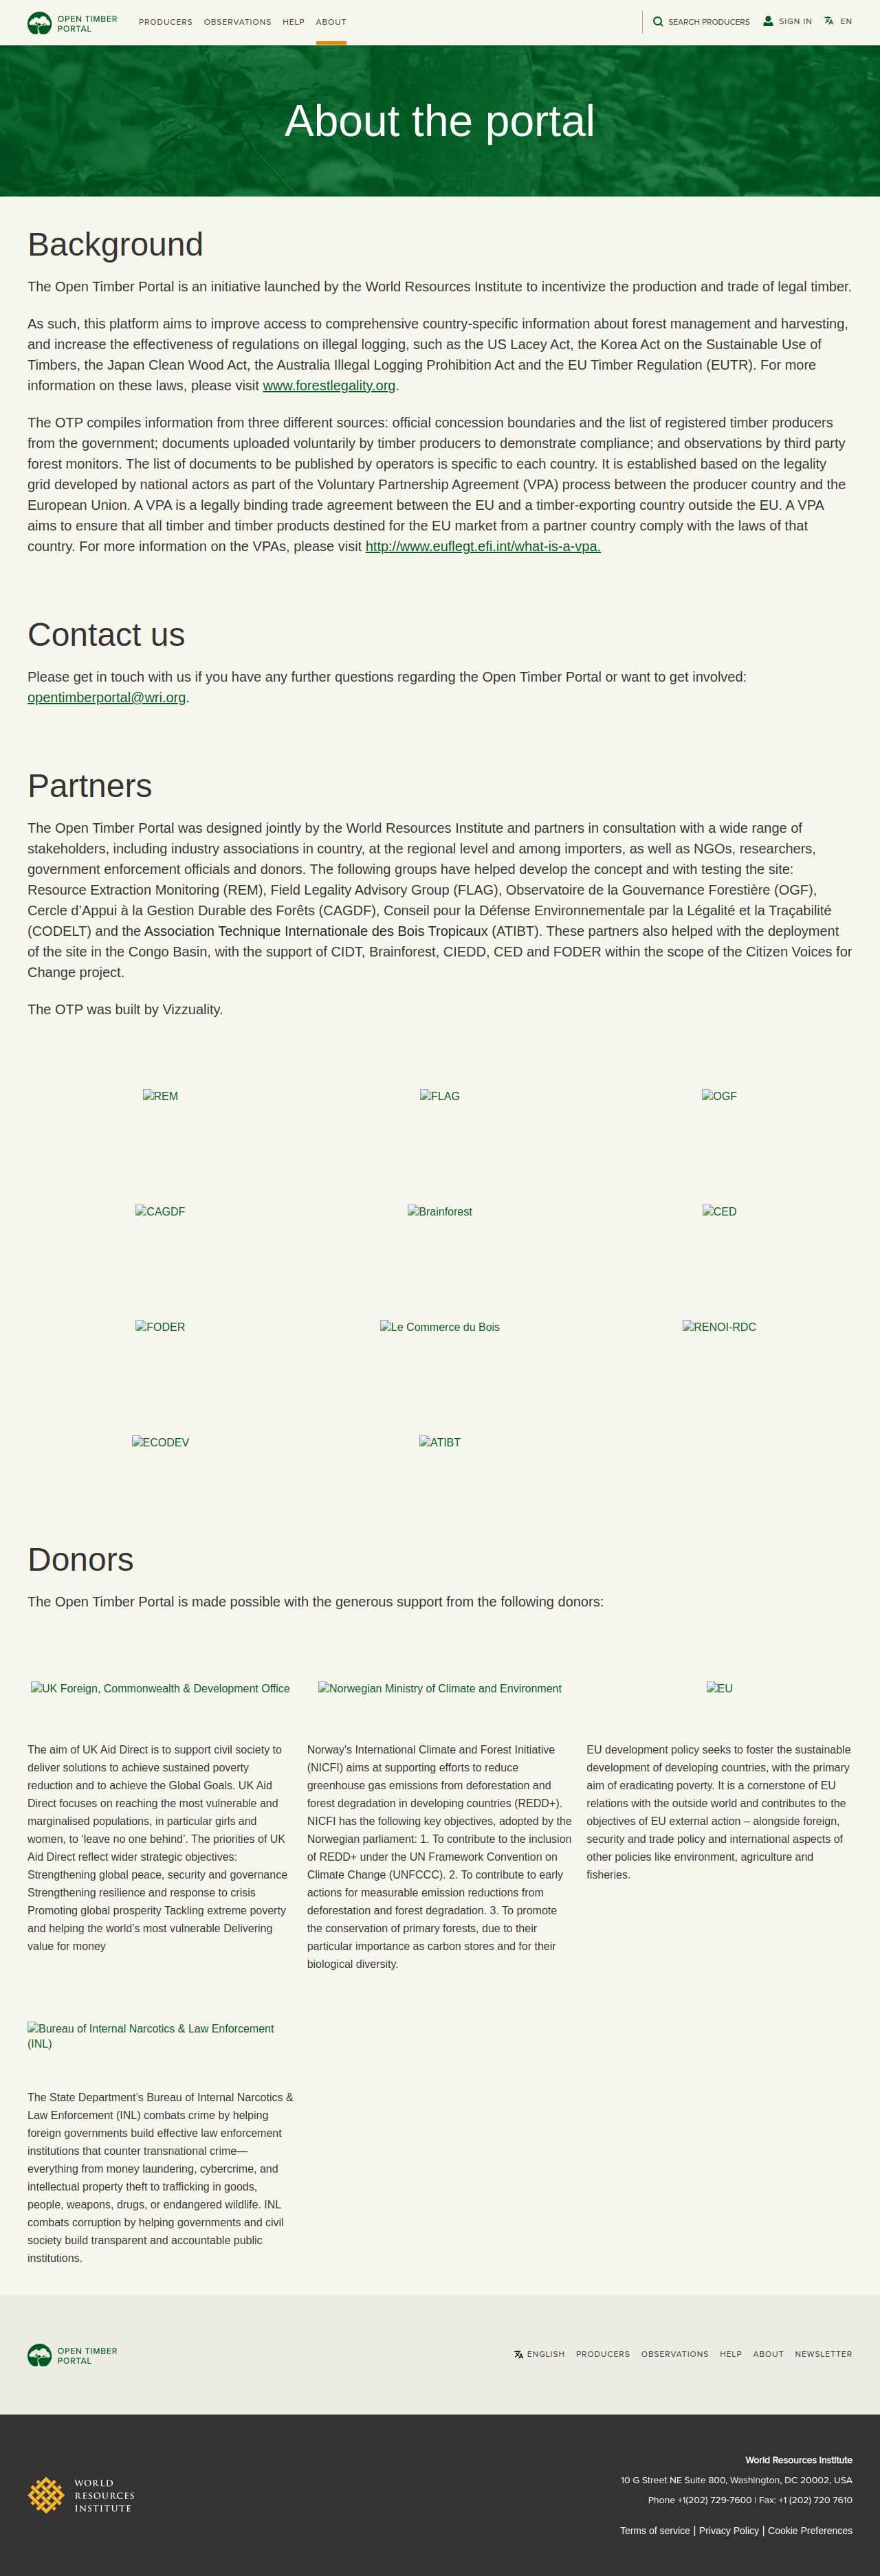 OPEN TIMBER
PORTAL
PRODUCERS OBSERVATIONS HELP ABOUT
SEARCH PRODUCERS SIGN IN EN
About the portal
Background
The Open Timber Portal is an initiative launched by the World Resources Institute to incentivize the production and trade of legal timber.
As such, this platform aims to improve access to comprehensive country-specific information about forest management and harvesting,
and increase the effectiveness of regulations on illegal logging, such as the US Lacey Act, the Korea Act on the Sustainable Use of
Timbers, the Japan Clean Wood Act, the Australia Illegal Logging Prohibition Act and the EU Timber Regulation (EUTR). For more
information on these laws, please visit www.forestlegality.org.
The OTP compiles information from three different sources: official concession boundaries and the list of registered timber producers
from the government; documents uploaded voluntarily by timber producers to demonstrate compliance; and observations by third party
forest monitors. The list of documents to be published by operators is specific to each country. It is established based on the legality
grid developed by national actors as part of the Voluntary Partnership Agreement (VPA) process between the producer country and the
European Union. A VPA is a legally binding trade agreement between the EU and a timber-exporting country outside the EU. A VPA
aims to ensure that all timber and timber products destined for the EU market from a partner country comply with the laws of that
country. For more information on the VPAs, please visit http://www.euflegt.efi.int/what-is-a-vpa.
Contact us
Please get in touch with us if you have any further questions regarding the Open Timber Portal or want to get involved:
opentimberportal@wri.org.
Partners
The Open Timber Portal was designed jointly by the World Resources Institute and partners in consultation with a wide range of
stakeholders, including industry associations in country, at the regional level and among importers, as well as NGOs, researchers,
government enforcement officials and donors. The following groups have helped develop the concept and with testing the site:
Resource Extraction Monitoring (REM), Field Legality Advisory Group (FLAG), Observatoire de la Gouvernance Forestière (OGF),
Cercle d’Appui à la Gestion Durable des Forêts (CAGDF), Conseil pour la Défense Environnementale par la Légalité et la Traçabilité
(CODELT) and the Association Technique Internationale des Bois Tropicaux (ATIBT). These partners also helped with the deployment
of the site in the Congo Basin, with the support of CIDT, Brainforest, CIEDD, CED and FODER within the scope of the Citizen Voices for
Change project.
The OTP was built by Vizzuality.
REM FLAG OGF
CAGDF Brainforest CED
FODER Le Commerce du Bois RENOI-RDC
ECODEV ATIBT
Donors
The Open Timber Portal is made possible with the generous support from the following donors:
UK Foreign, Commonwealth & Development Office
The aim of UK Aid Direct is to support civil society to
deliver solutions to achieve sustained poverty
reduction and to achieve the Global Goals. UK Aid
Direct focuses on reaching the most vulnerable and
marginalised populations, in particular girls and
women, to ‘leave no one behind’. The priorities of UK
Aid Direct reflect wider strategic objectives:
Strengthening global peace, security and governance
Strengthening resilience and response to crisis
Promoting global prosperity Tackling extreme poverty
and helping the world’s most vulnerable Delivering
value for money
Norwegian Ministry of Climate and Environment
Norway's International Climate and Forest Initiative
(NICFI) aims at supporting efforts to reduce
greenhouse gas emissions from deforestation and
forest degradation in developing countries (REDD+).
NICFI has the following key objectives, adopted by the
Norwegian parliament: 1. To contribute to the inclusion
of REDD+ under the UN Framework Convention on
Climate Change (UNFCCC). 2. To contribute to early
actions for measurable emission reductions from
deforestation and forest degradation. 3. To promote
the conservation of primary forests, due to their
particular importance as carbon stores and for their
biological diversity.
EU
EU development policy seeks to foster the sustainable
development of developing countries, with the primary
aim of eradicating poverty. It is a cornerstone of EU
relations with the outside world and contributes to the
objectives of EU external action – alongside foreign,
security and trade policy and international aspects of
other policies like environment, agriculture and
fisheries.
Bureau of Internal Narcotics & Law Enforcement
(INL)
The State Department’s Bureau of Internal Narcotics &
Law Enforcement (INL) combats crime by helping
foreign governments build effective law enforcement
institutions that counter transnational crime—
everything from money laundering, cybercrime, and
intellectual property theft to trafficking in goods,
people, weapons, drugs, or endangered wildlife. INL
combats corruption by helping governments and civil
society build transparent and accountable public
institutions.
OPEN TIMBER
PORTAL
ENGLISH PRODUCERS OBSERVATIONS HELP ABOUT NEWSLETTER
WORLD
RESOURCES
INSTITUTE
World Resources Institute
10 G Street NE Suite 800, Washington, DC 20002, USA
Phone +1(202) 729-7600 | Fax: +1 (202) 720 7610
Terms of service | Privacy Policy | Cookie Preferences